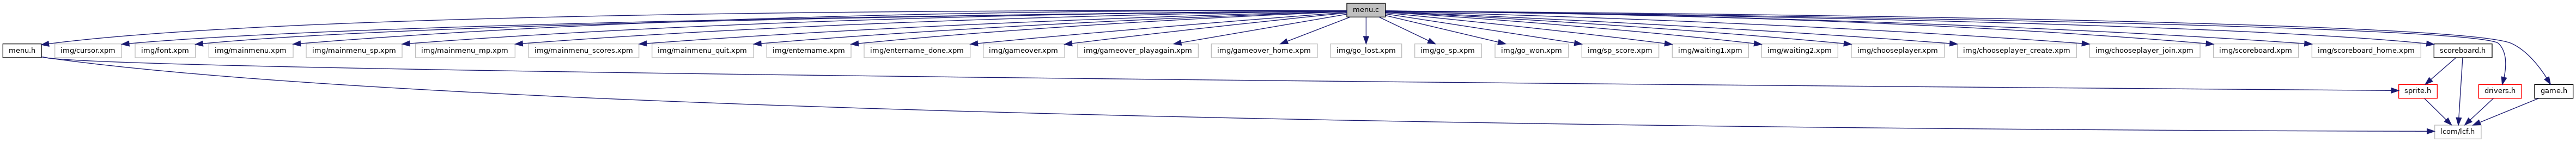 menu.c
menu.h
img/cursor.xpm
img/font.xpm
img/mainmenu.xpm
img/mainmenu_sp.xpm
img/mainmenu_mp.xpm
img/mainmenu_scores.xpm
img/mainmenu_quit.xpm
img/entername.xpm
img/entername_done.xpm
img/gameover.xpm
img/gameover_playagain.xpm
img/gameover_home.xpm
img/go_lost.xpm
img/go_sp.xpm
img/go_won.xpm
img/sp_score.xpm
img/waiting1.xpm
img/waiting2.xpm
img/chooseplayer.xpm
img/chooseplayer_create.xpm
img/chooseplayer_join.xpm
img/scoreboard.xpm
img/scoreboard_home.xpm
scoreboard.h
sprite.h
drivers.h
game.h
lcom/lcf.h